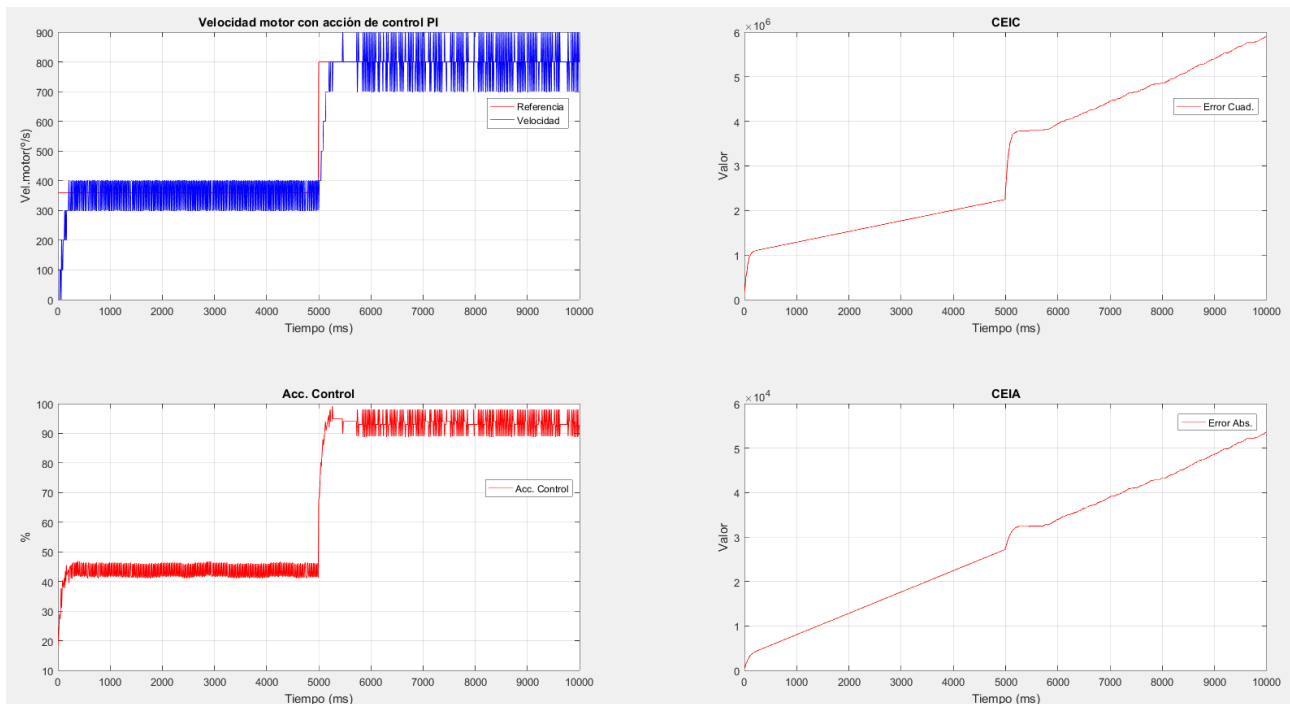 Velocidad motor con acción de control PI
900
800
700
600
500
400
300
200
100
0
Vel.motor(º/s)
Referencia
Velocidad
0 1000 2000 3000 4000 5000 6000 7000 8000 9000 10000
Tiempo (ms)
CEIC
×10^6
6
5
4
3
2
1
0
Valor
Error Cuad.
0 1000 2000 3000 4000 5000 6000 7000 8000 9000 10000
Tiempo (ms)
Acc. Control
100
90
80
70
60
50
40
30
20
10
%
Acc. Control
0 1000 2000 3000 4000 5000 6000 7000 8000 9000 10000
Tiempo (ms)
CEIA
×10^4
6
5
4
3
2
1
0
Valor
Error Abs.
0 1000 2000 3000 4000 5000 6000 7000 8000 9000 10000
Tiempo (ms)